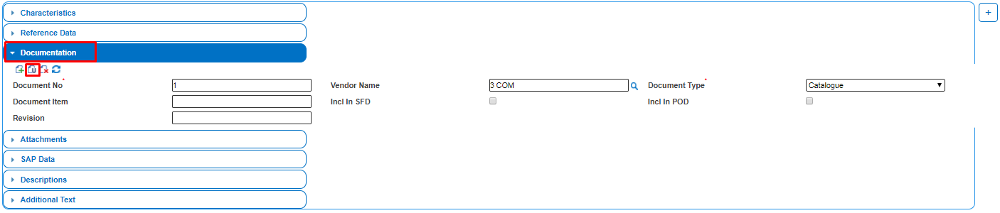 Characteristics
+
Reference Data
Documentation
U
Document No* 1 Vendor Name 3 COM Document Type* Catalogue
Document Item Incl In SFD Incl In POD
Revision
Attachments
SAP Data
Descriptions
Additional Text